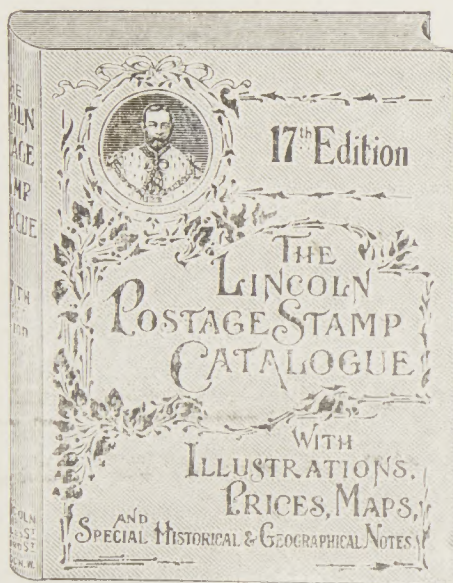 17th Edition
THE
LINCOLN
POSTAGE STAMP
CATALOGUE
WITH
ILLUSTRATIONS,
PRICES, MAPS,
AND
SPECIAL HISTORICAL & GEOGRAPHICAL NOTES